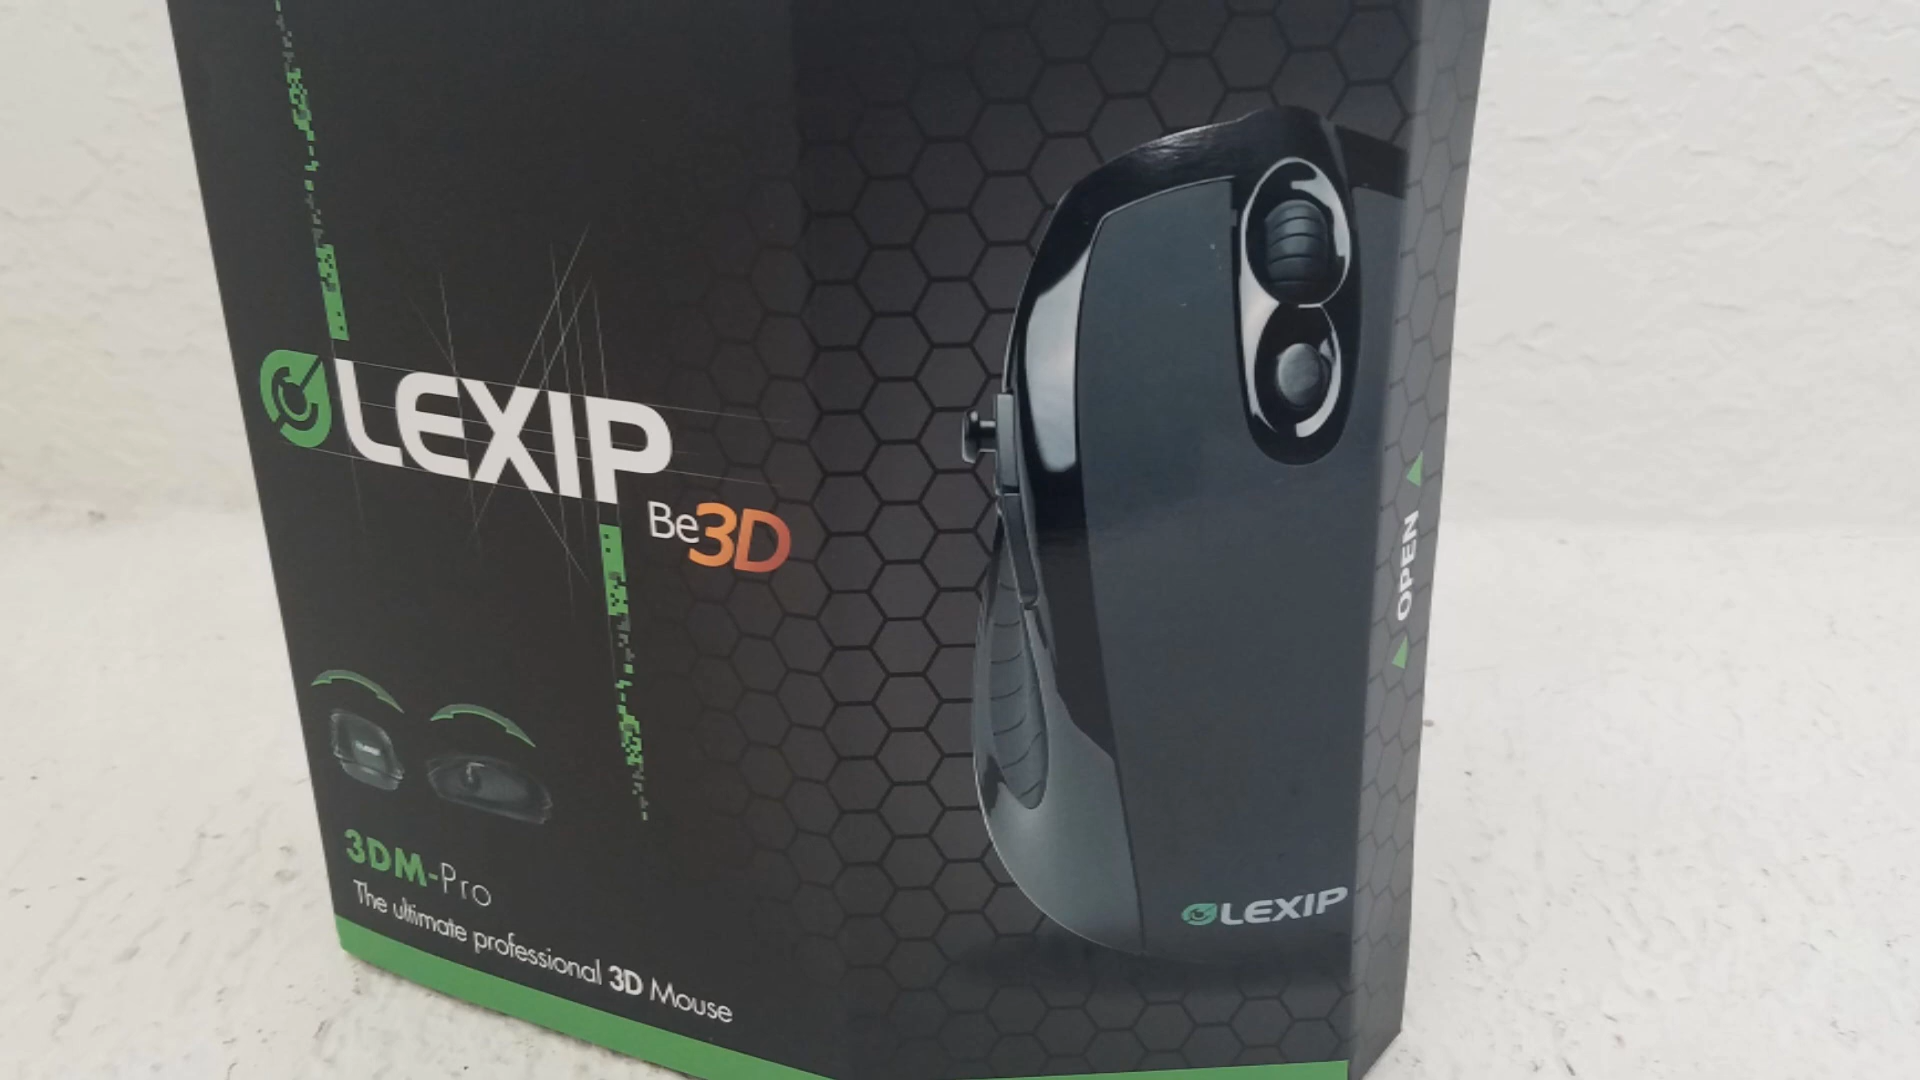 LEXIP
Be3D
3DM-Pro
The ultimate professional 3D Mouse
LEXIP
OPEN